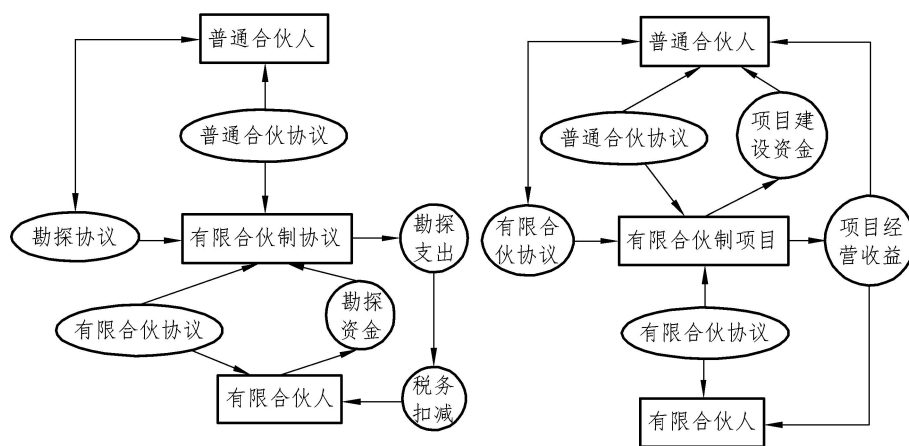 普通合伙人
普通合伙协议
勘探协议
有限合伙制协议
勘探
支出
有限合伙协议
勘探
资金
有限合伙人
税务
扣减
普通合伙人
普通合伙协议
项目建
设资金
有限合
伙协议
有限合伙制项目
项目经
营收益
有限合伙协议
有限合伙人